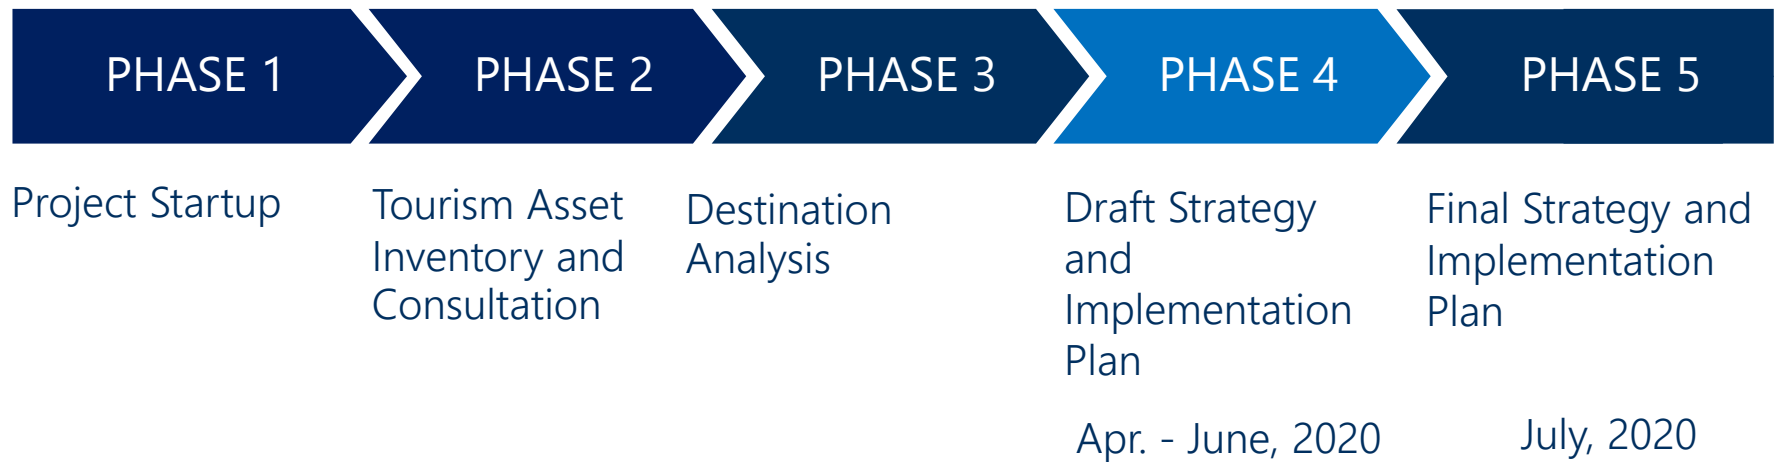 PHASE 1
PHASE 2
PHASE 3
PHASE 4
PHASE 5
Project Startup
Tourism Asset
Inventory and
Consultation
Destination
Analysis
Draft Strategy
and
Implementation
Plan
Apr. - June, 2020
Final Strategy and
Implementation
Plan
July, 2020